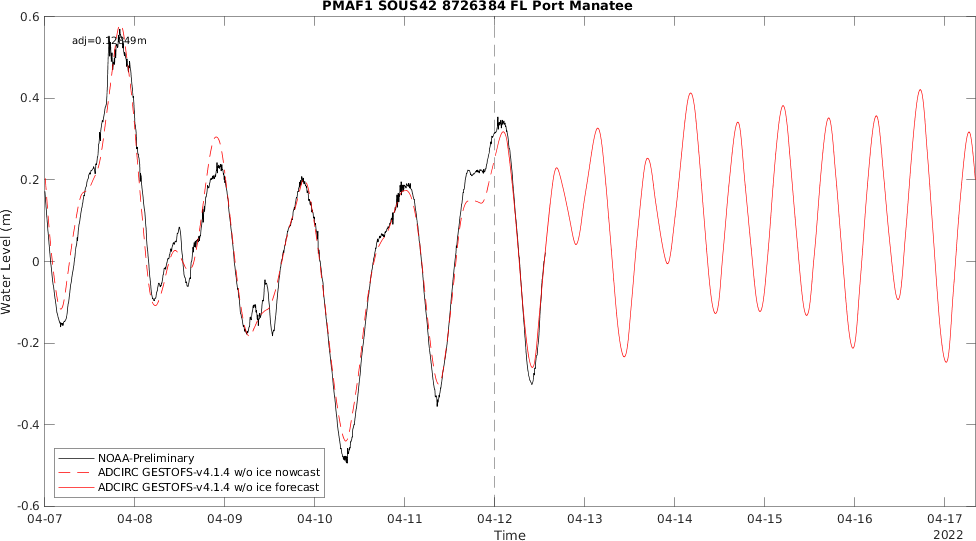 PMAF1 SOUS42 8726384 FL Port Manatee
0.6
adj=0.12849m
0.4
0.2
0
-0.2
-0.4
-0.6
Water Level (m)
NOAA-Preliminary
ADCIRC GESTOFS-v4.1.4 w/o ice nowcast
ADCIRC GESTOFS-v4.1.4 w/o ice forecast
04-07 04-08 04-09 04-10 04-11 04-12 04-13 04-14 04-15 04-16 04-17
Time 2022